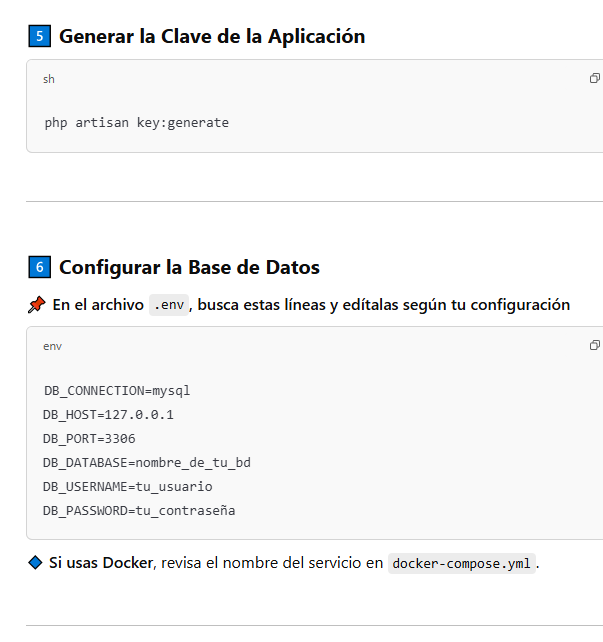 5 Generar la Clave de la Aplicación
sh
php artisan key:generate
6 Configurar la Base de Datos
En el archivo .env, busca estas líneas y edítalas según tu configuración
env
DB_CONNECTION=mysql
DB_HOST=127.0.0.1
DB_PORT=3306
DB_DATABASE=nombre_de_tu_bd
DB_USERNAME=tu_usuario
DB_PASSWORD=tu_contraseña
Si usas Docker, revisa el nombre del servicio en docker-compose.yml.